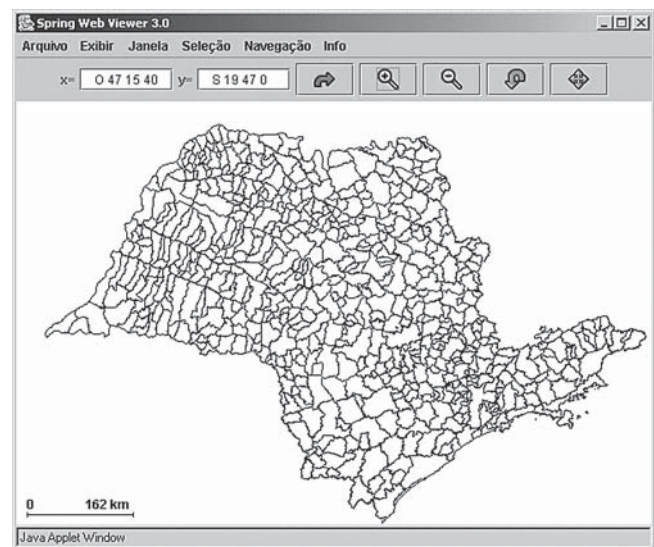 Spring Web Viewer 3.0
Arquivo Exibir Janela Seleção Navegação Info
x= O 47 15 40 y= S 19 47 0
0 162 km
Java Applet Window